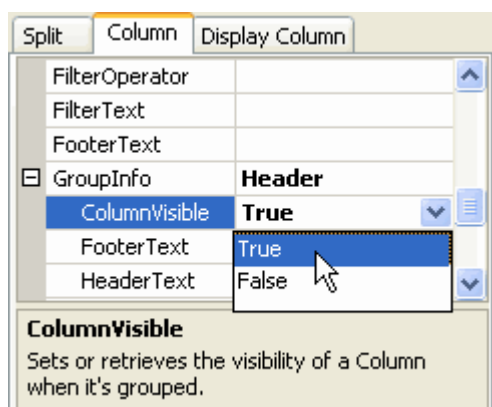 Split Column Display Column
FilterOperator
FilterText
FooterText
GroupInfo Header
ColumnVisible True
FooterText True
HeaderText False
ColumnVisible
Sets or retrieves the visibility of a Column
when it's grouped.